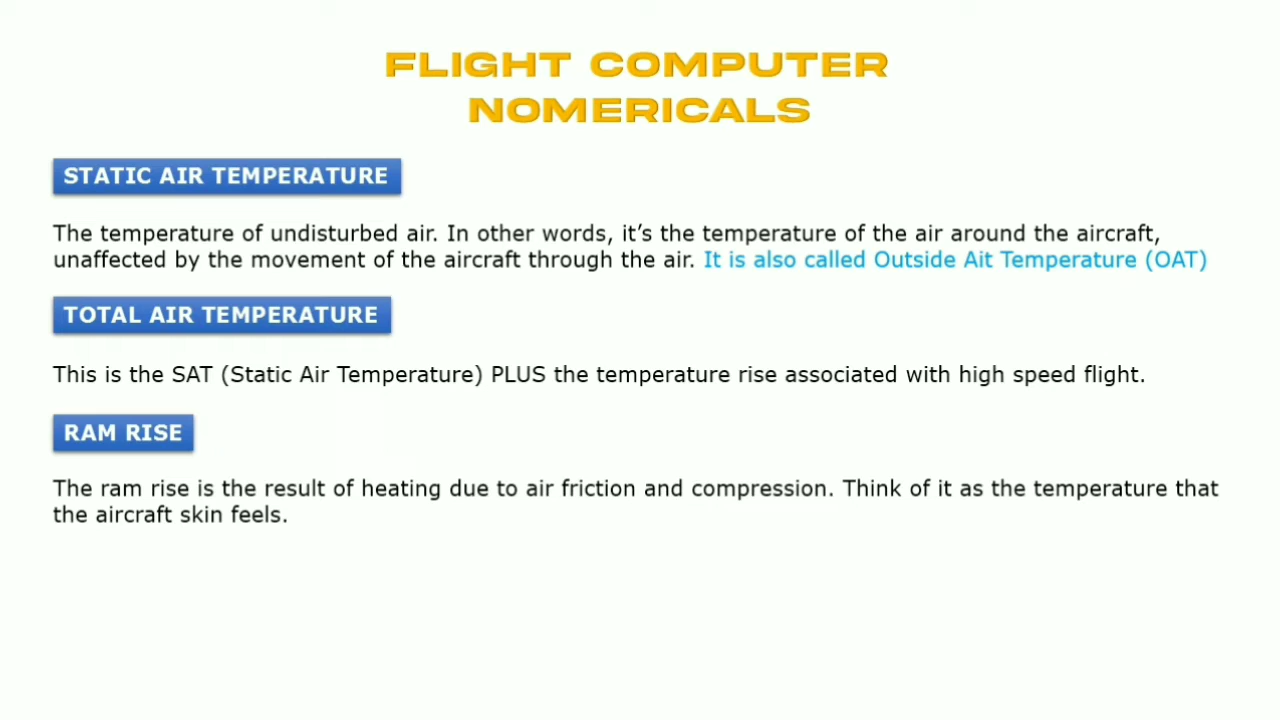 FLIGHT COMPUTER
NOMERICALS
STATIC AIR TEMPERATURE
The temperature of undisturbed air. In other words, it’s the temperature of the air around the aircraft,
unaffected by the movement of the aircraft through the air. It is also called Outside Ait Temperature (OAT)
TOTAL AIR TEMPERATURE
This is the SAT (Static Air Temperature) PLUS the temperature rise associated with high speed flight.
RAM RISE
The ram rise is the result of heating due to air friction and compression. Think of it as the temperature that
the aircraft skin feels.